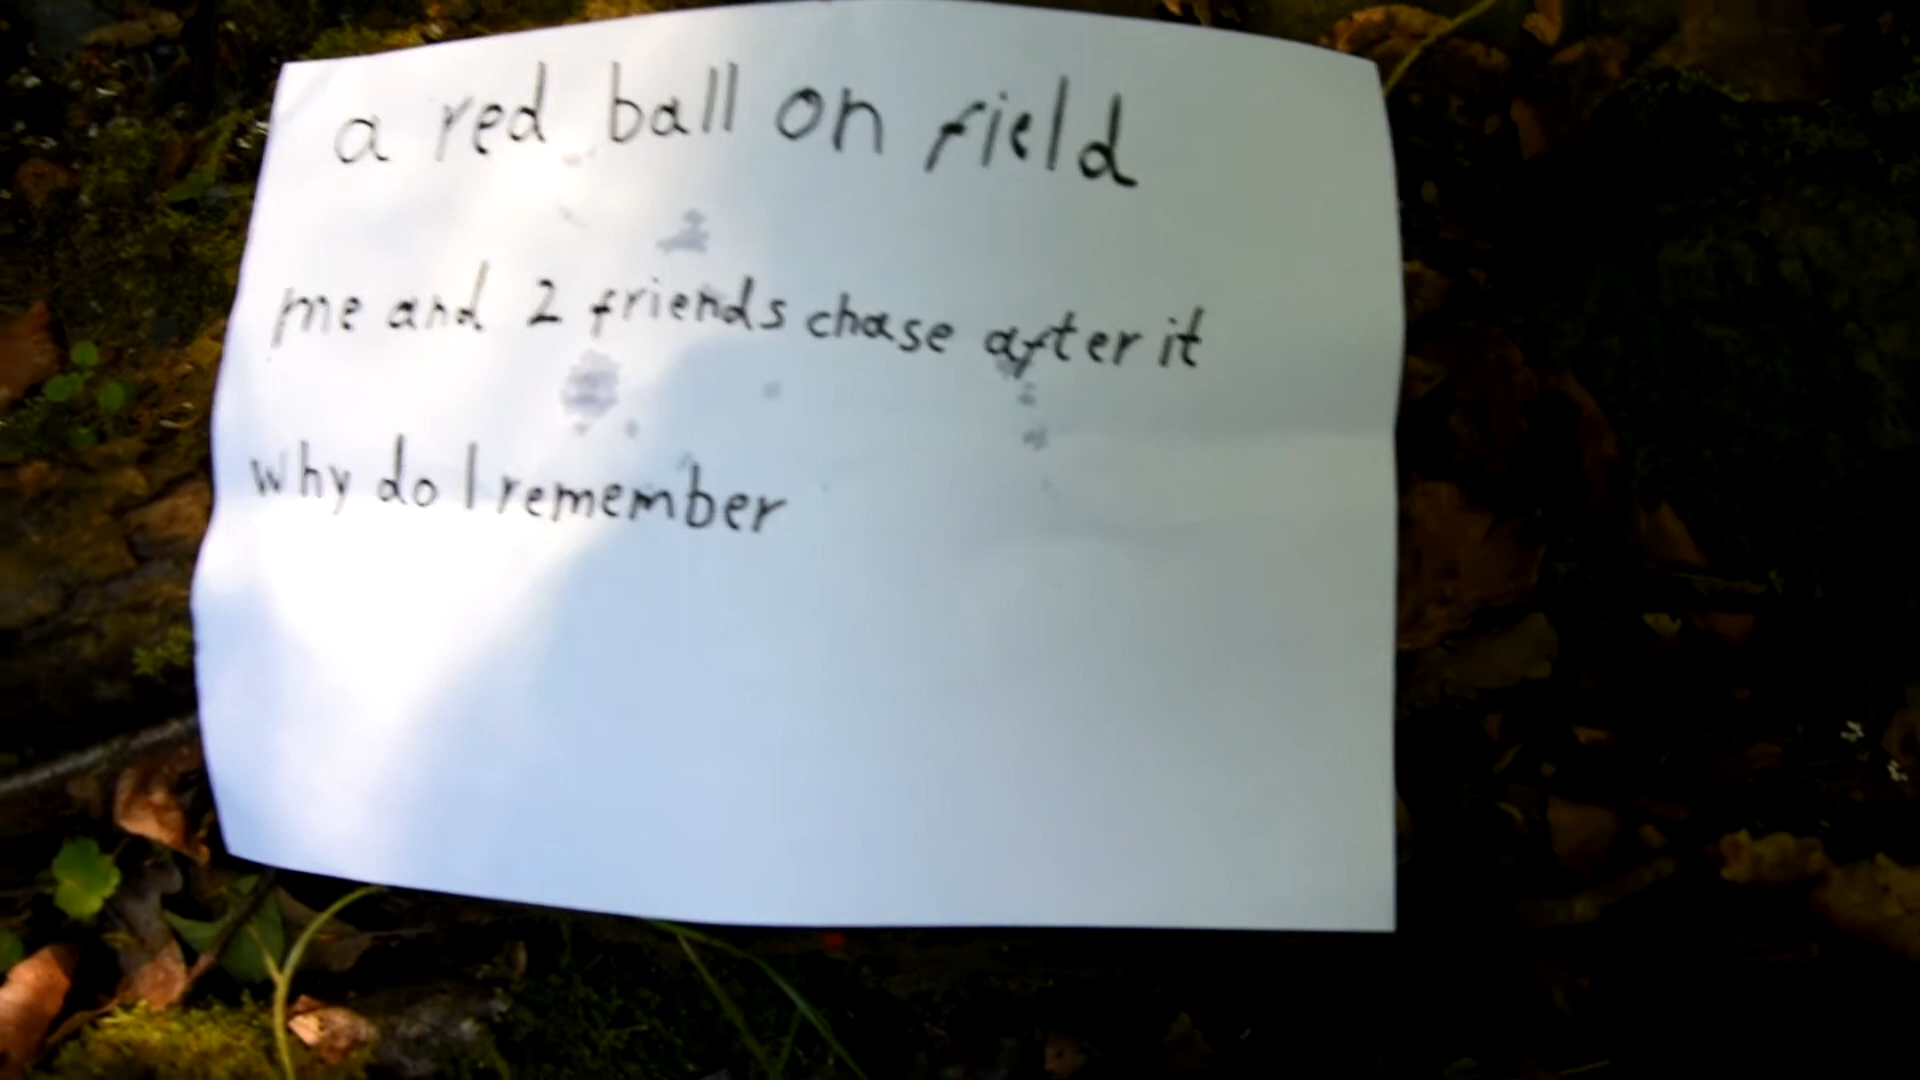 a red ball on field
me and 2 friends chase after it
why do I remember